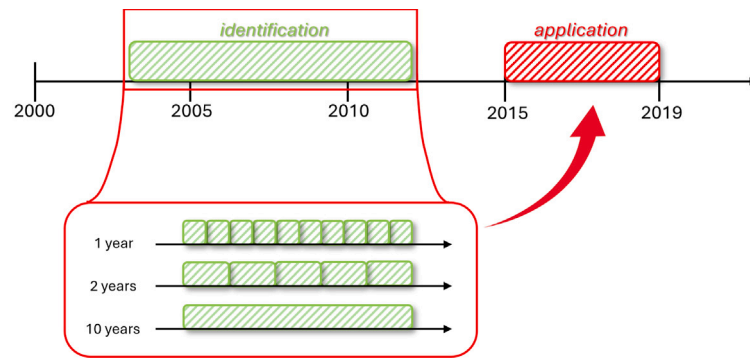 identification
application
2000
2005
2010
2015
2019
1 year
2 years
10 years